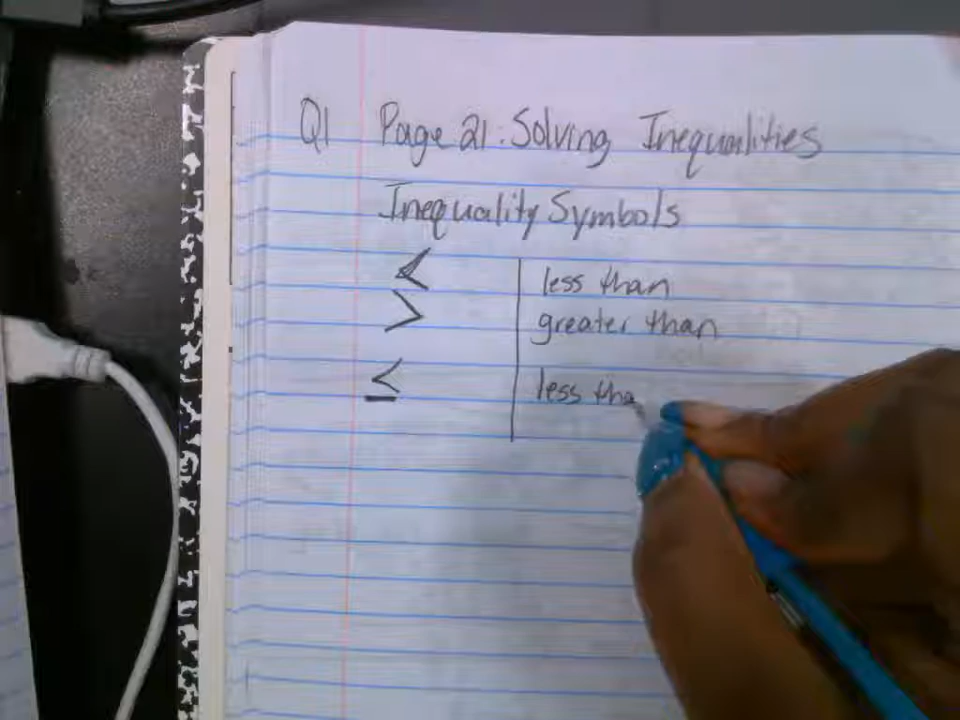 Q1 Page 21: Solving Inequalities
Inequality Symbols
< less than
> greater than
≤ less tha